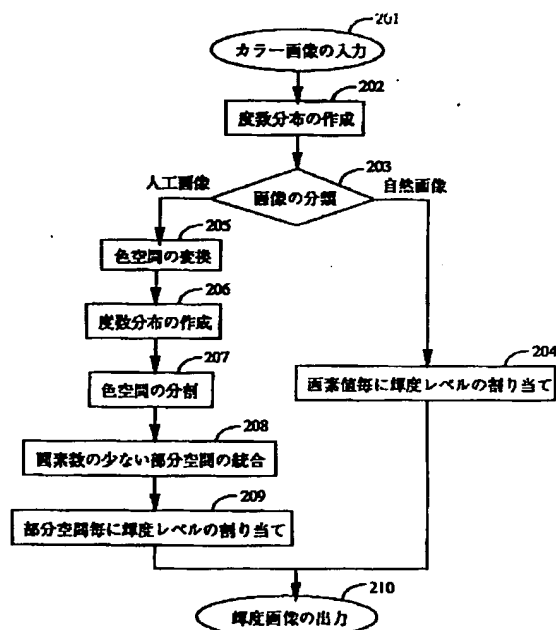 201
カラー画像の入力
202
度数分布の作成
203
画像の分類
人工画像
自然画像
205
色空間の変換
206
度数分布の作成
207
色空間の分割
204
画素値毎に輝度レベルの割り当て
208
画素数の少ない部分空間の統合
209
部分空間毎に輝度レベルの割り当て
210
輝度画像の出力